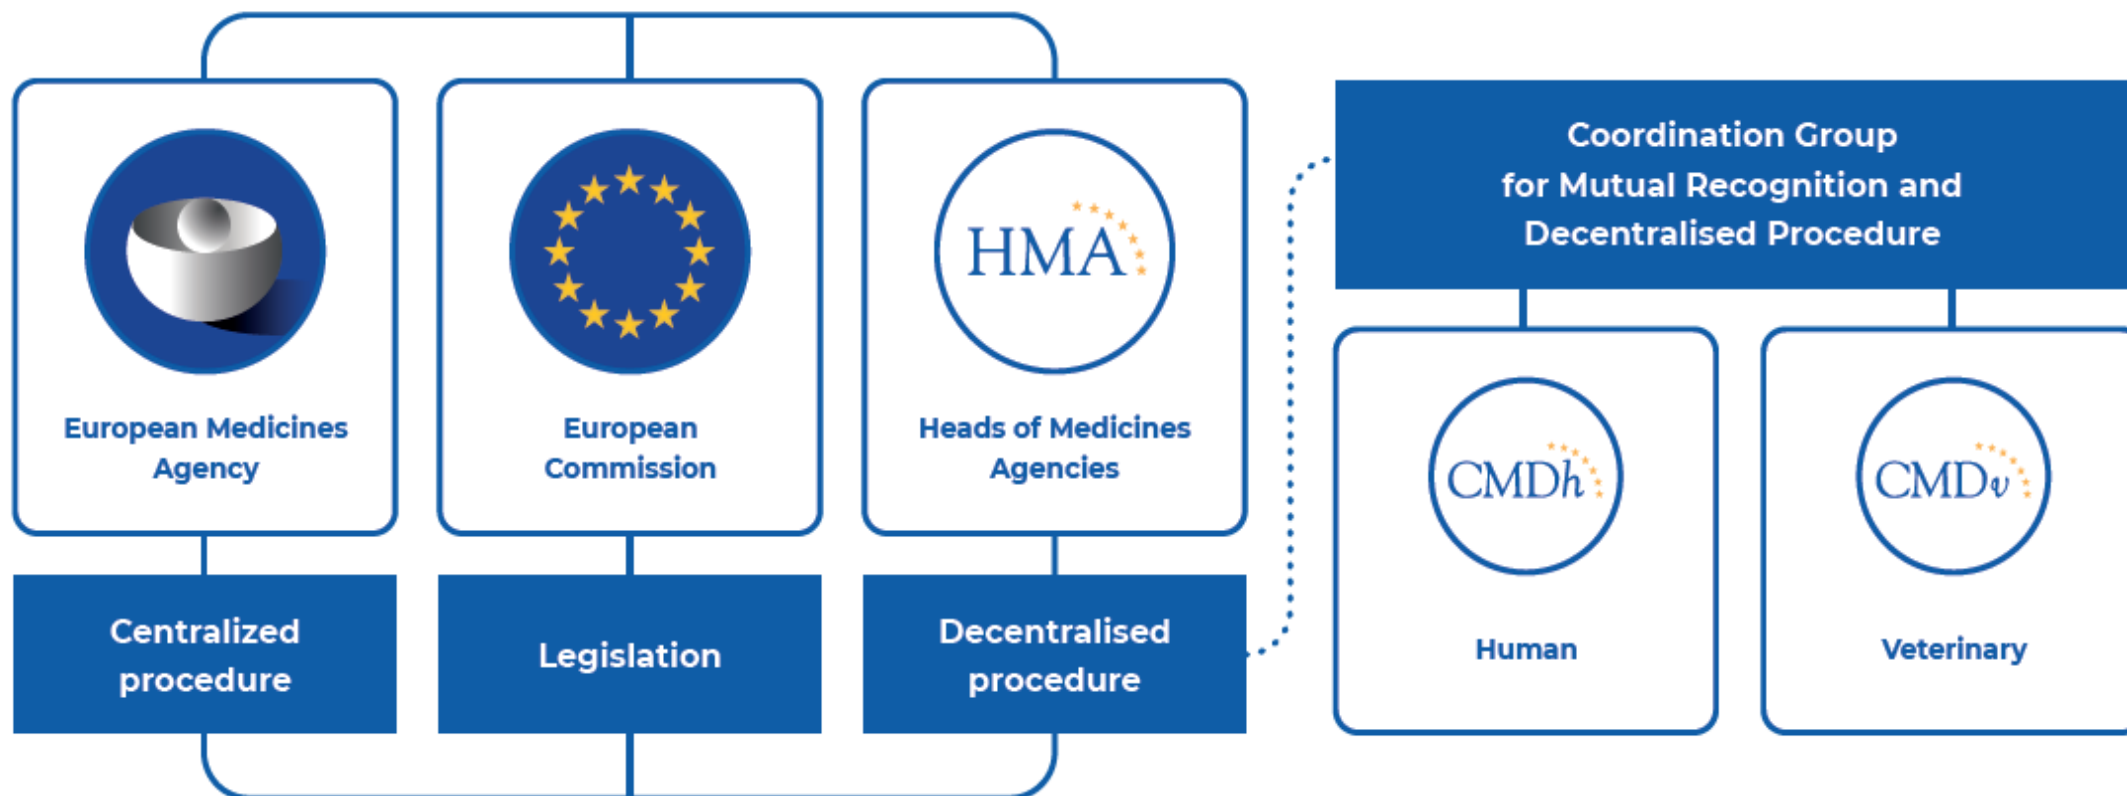 HMA
European Medicines
Agency
European
Commission
Heads of Medicines
Agencies
Centralized
procedure
Legislation
Decentralised
procedure
Coordination Group
for Mutual Recognition and
Decentralised Procedure
CMDh
Human
CMDv
Veterinary